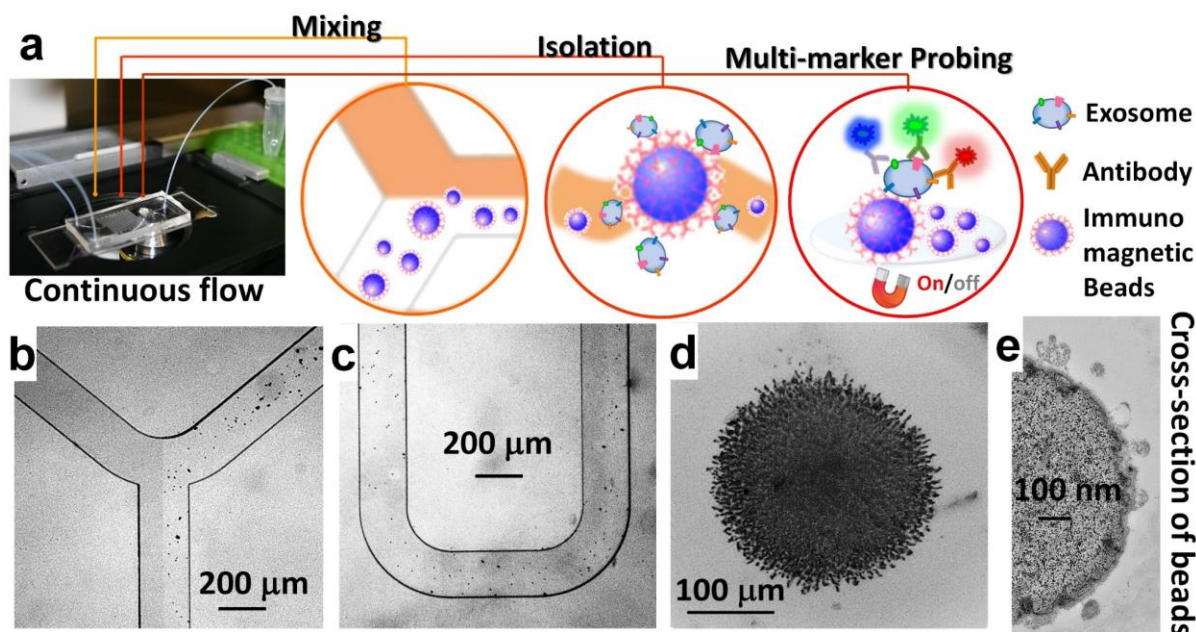 a
Mixing
Isolation
Multi-marker Probing
Continuous flow
On/off
Exosome
Antibody
Immuno
magnetic
Beads
b
200 µm
c
200 µm
d
100 µm
e
100 nm
Cross-section of beads